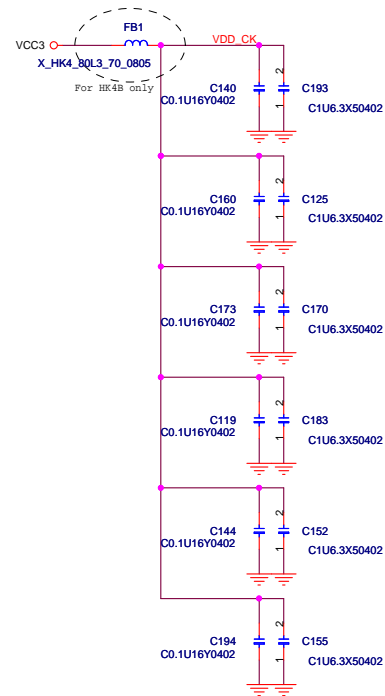 FB1
VCC3
VDD_CK
X_HK4_80L3_70_0805
For HK4B only
C140
C0.1U16Y0402
2
1
C193
C1U6.3X50402
C160
C0.1U16Y0402
2
1
C125
C1U6.3X50402
C173
C0.1U16Y0402
2
1
C170
C1U6.3X50402
C119
C0.1U16Y0402
2
1
C183
C1U6.3X50402
C144
C0.1U16Y0402
2
1
C152
C1U6.3X50402
C194
C0.1U16Y0402
2
1
C155
C1U6.3X50402